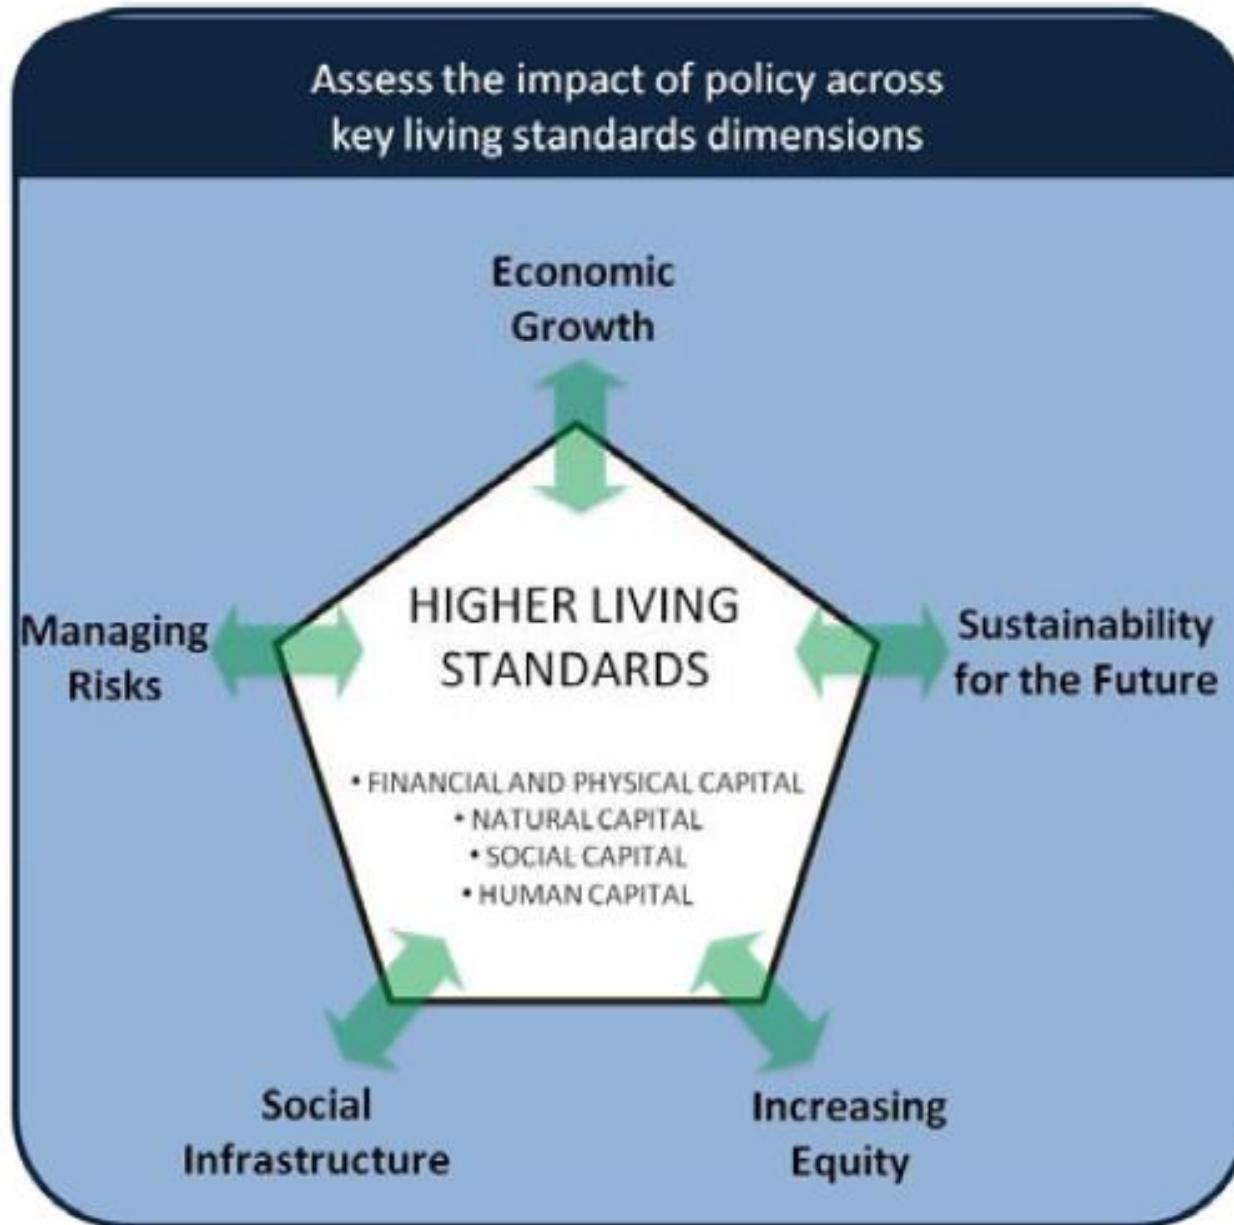 Assess the impact of policy across
key living standards dimensions
Economic
Growth
Managing
Risks
HIGHER LIVING
STANDARDS
Sustainability
for the Future
• FINANCIAL AND PHYSICAL CAPITAL
• NATURAL CAPITAL
• SOCIAL CAPITAL
• HUMAN CAPITAL
Social
Infrastructure
Increasing
Equity